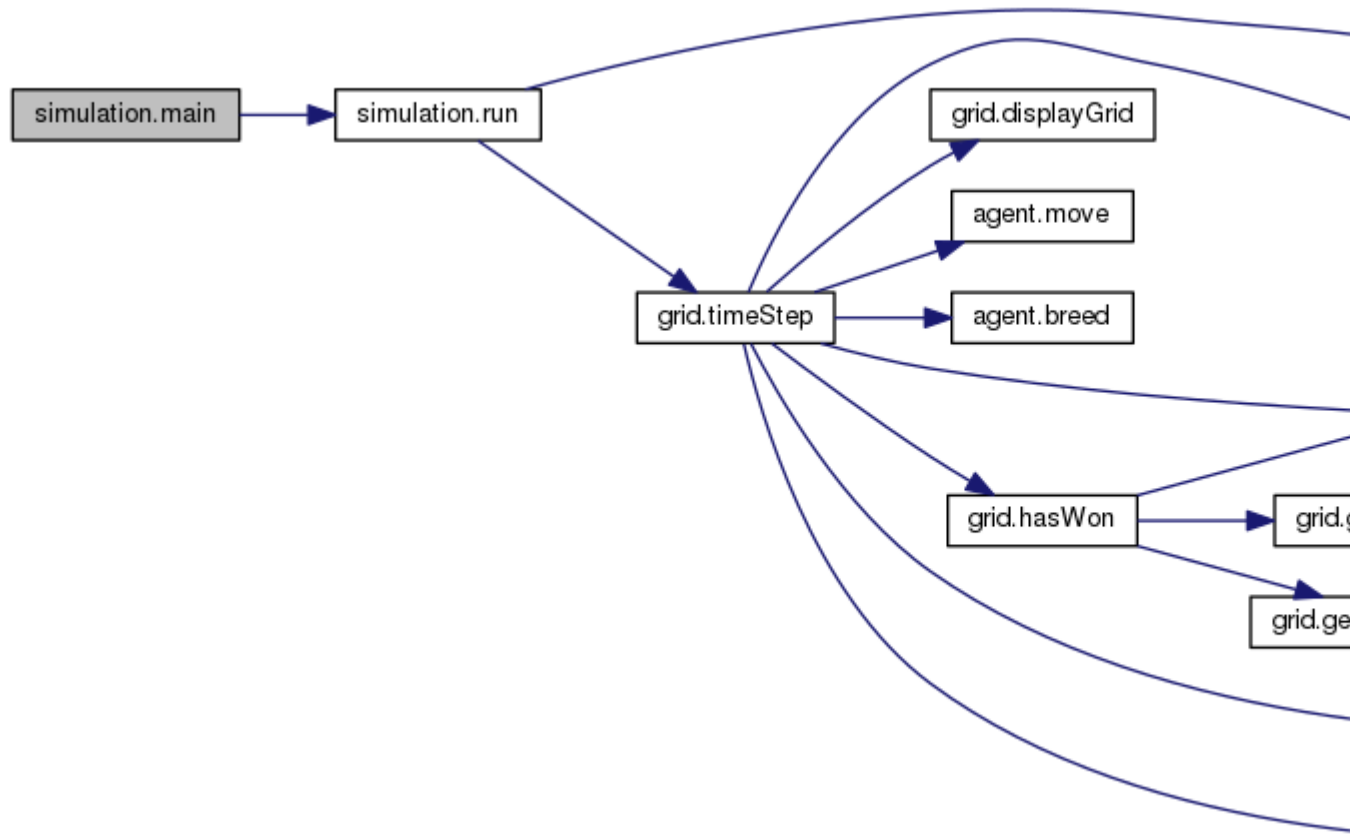 simulation.main
simulation.run
grid.displayGrid
agent.move
grid.timeStep
agent.breed
grid.hasWon